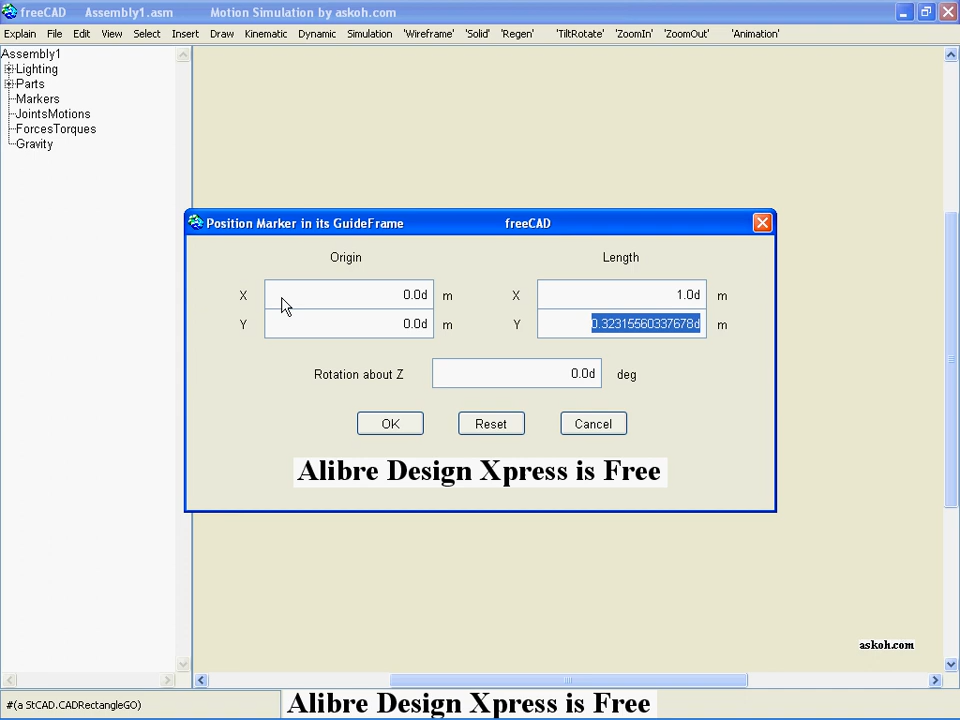 freeCAD Assembly1.asm Motion Simulation by askoh.com
Explain File Edit View Select Insert Draw Kinematic Dynamic Simulation 'Wireframe' 'Solid' 'Regen' 'TiltRotate' 'ZoomIn' 'ZoomOut' 'Animation'
Assembly1
Lighting
Parts
Markers
JointsMotions
ForcesTorques
Gravity
Position Marker in its GuideFrame freeCAD
Origin Length
X 0.0d m X 1.0d m
Y 0.0d m Y 0.32315560337678d m
Rotation about Z 0.0d deg
OK Reset Cancel
Alibre Design Xpress is Free
askoh.com
#(a StCAD.CADRectangleGO) Alibre Design Xpress is Free